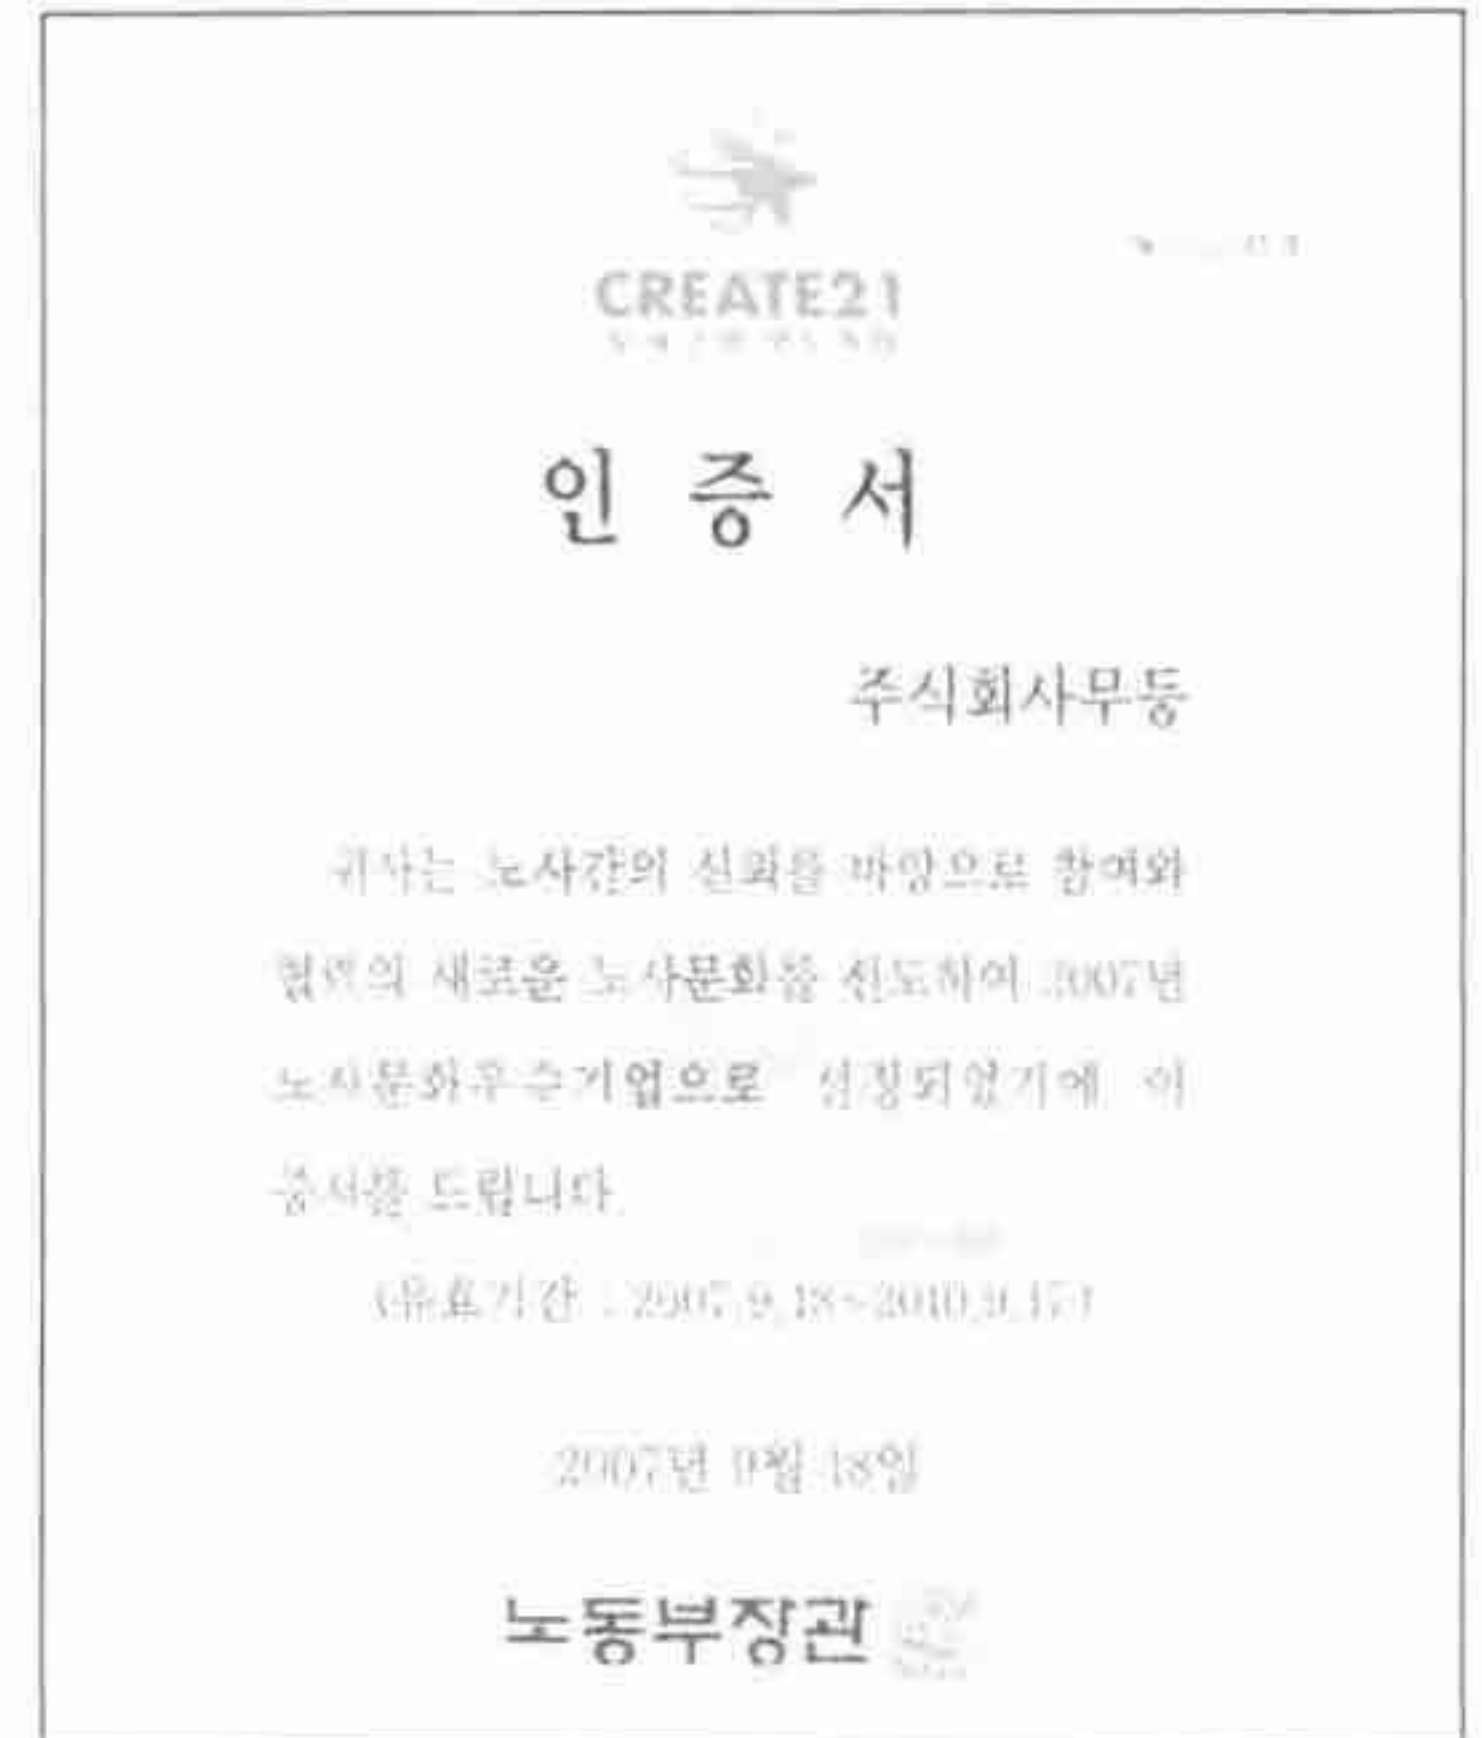 CREATE21
인 증 서
주식회사무등
귀사는 노사간의 신뢰를 바탕으로 참여와
협력의 새로운 노사문화를 선도하여 2007년
노사문화우수기업으로 선정되었기에 이
증서를 드립니다.
(유효기간 : 2007.9.18~2010.9.17)
2007년 9월 18일
노동부장관